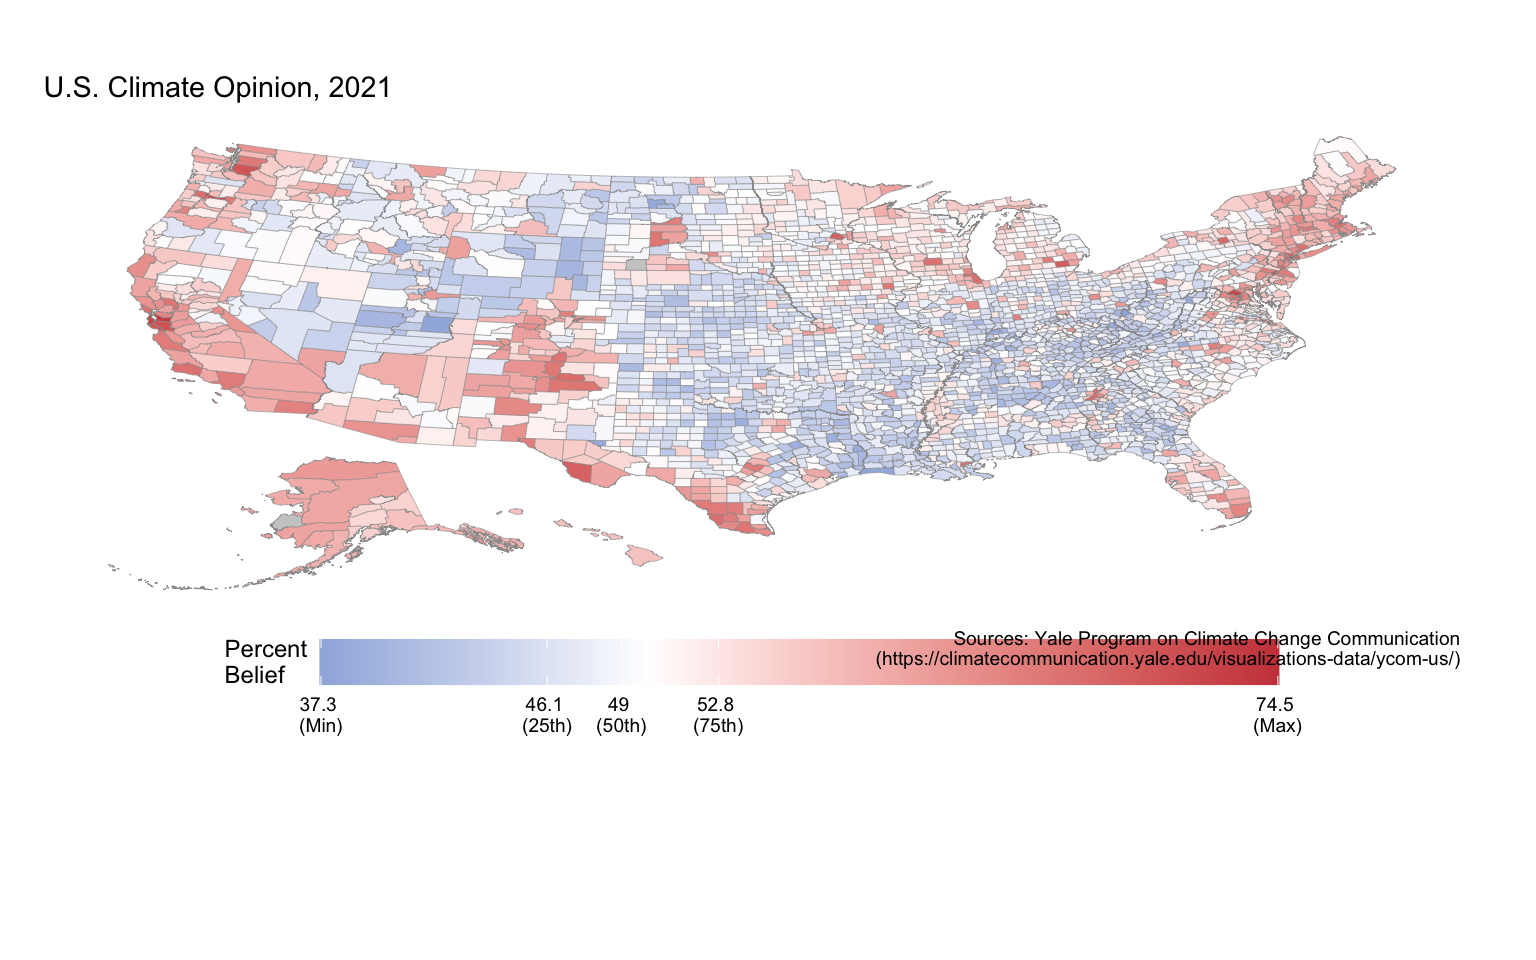 U.S. Climate Opinion, 2021
Percent
Belief
Sources: Yale Program on Climate Change Communication
(https://climatecommunication.yale.edu/visualizations-data/ycom-us/)
37.3
(Min)
46.1
(25th)
49
(50th)
52.8
(75th)
74.5
(Max)